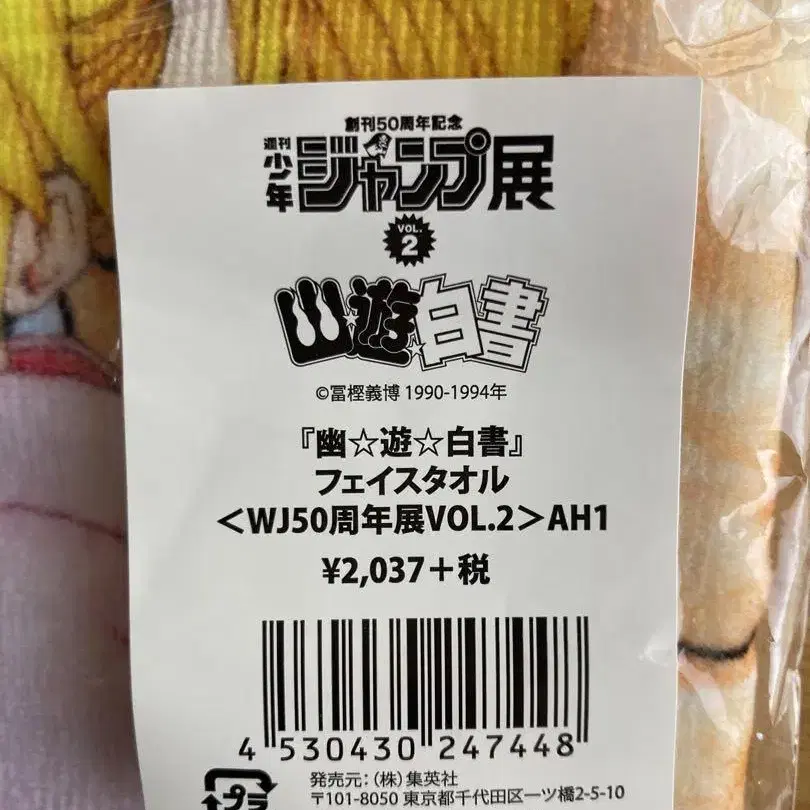 創刊50周年記念
週刊少年ジャンプ展
VOL.2
幽☆遊☆白書
©冨樫義博 1990-1994年
『幽☆遊☆白書』
フェイスタオル
<WJ50周年展VOL.2>AH1
¥2,037+税
4 530430 247448
発売元:(株)集英社
〒101-8050 東京都千代田区一ツ橋2-5-10
プラ